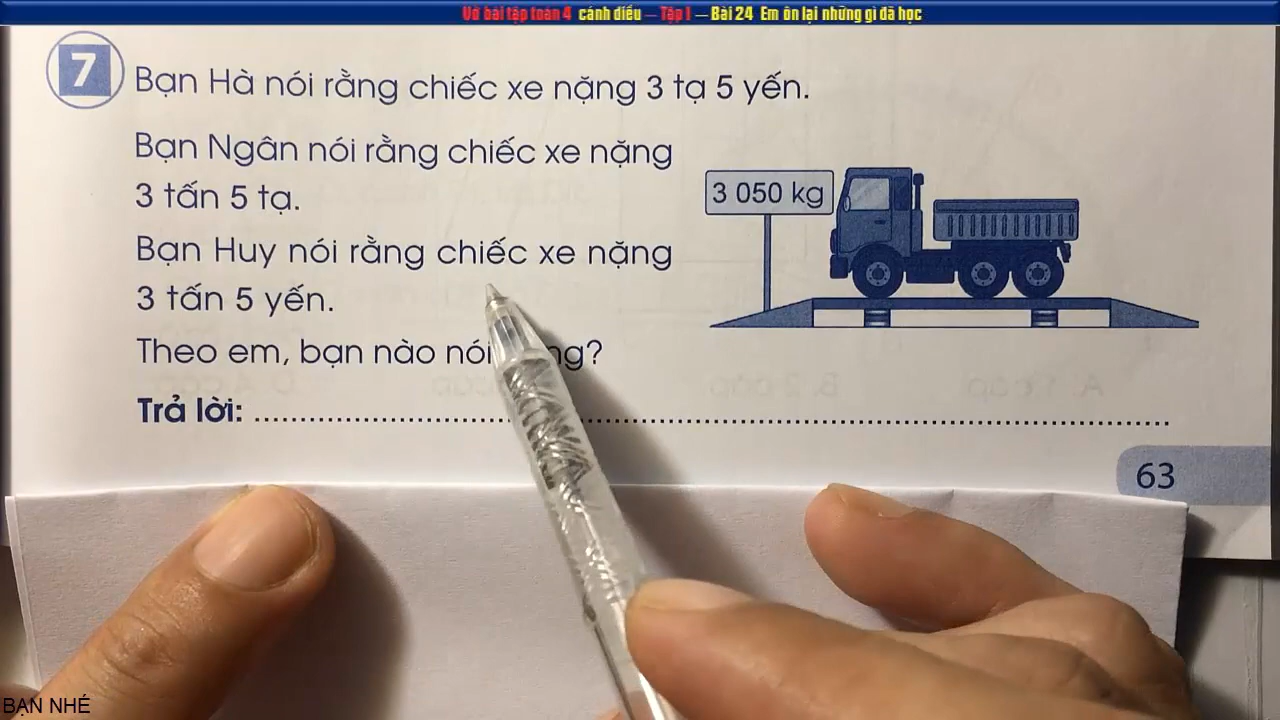 Vở bài tập toán 4 cánh diều – Tập 1 – Bài 24 Em ôn lại những gì đã học
7 Bạn Hà nói rằng chiếc xe nặng 3 tạ 5 yến.
Bạn Ngân nói rằng chiếc xe nặng
3 tấn 5 tạ.
3 050 kg
Bạn Huy nói rằng chiếc xe nặng
3 tấn 5 yến.
Theo em, bạn nào nói
Trả lời:
63
BẠN NHÉ